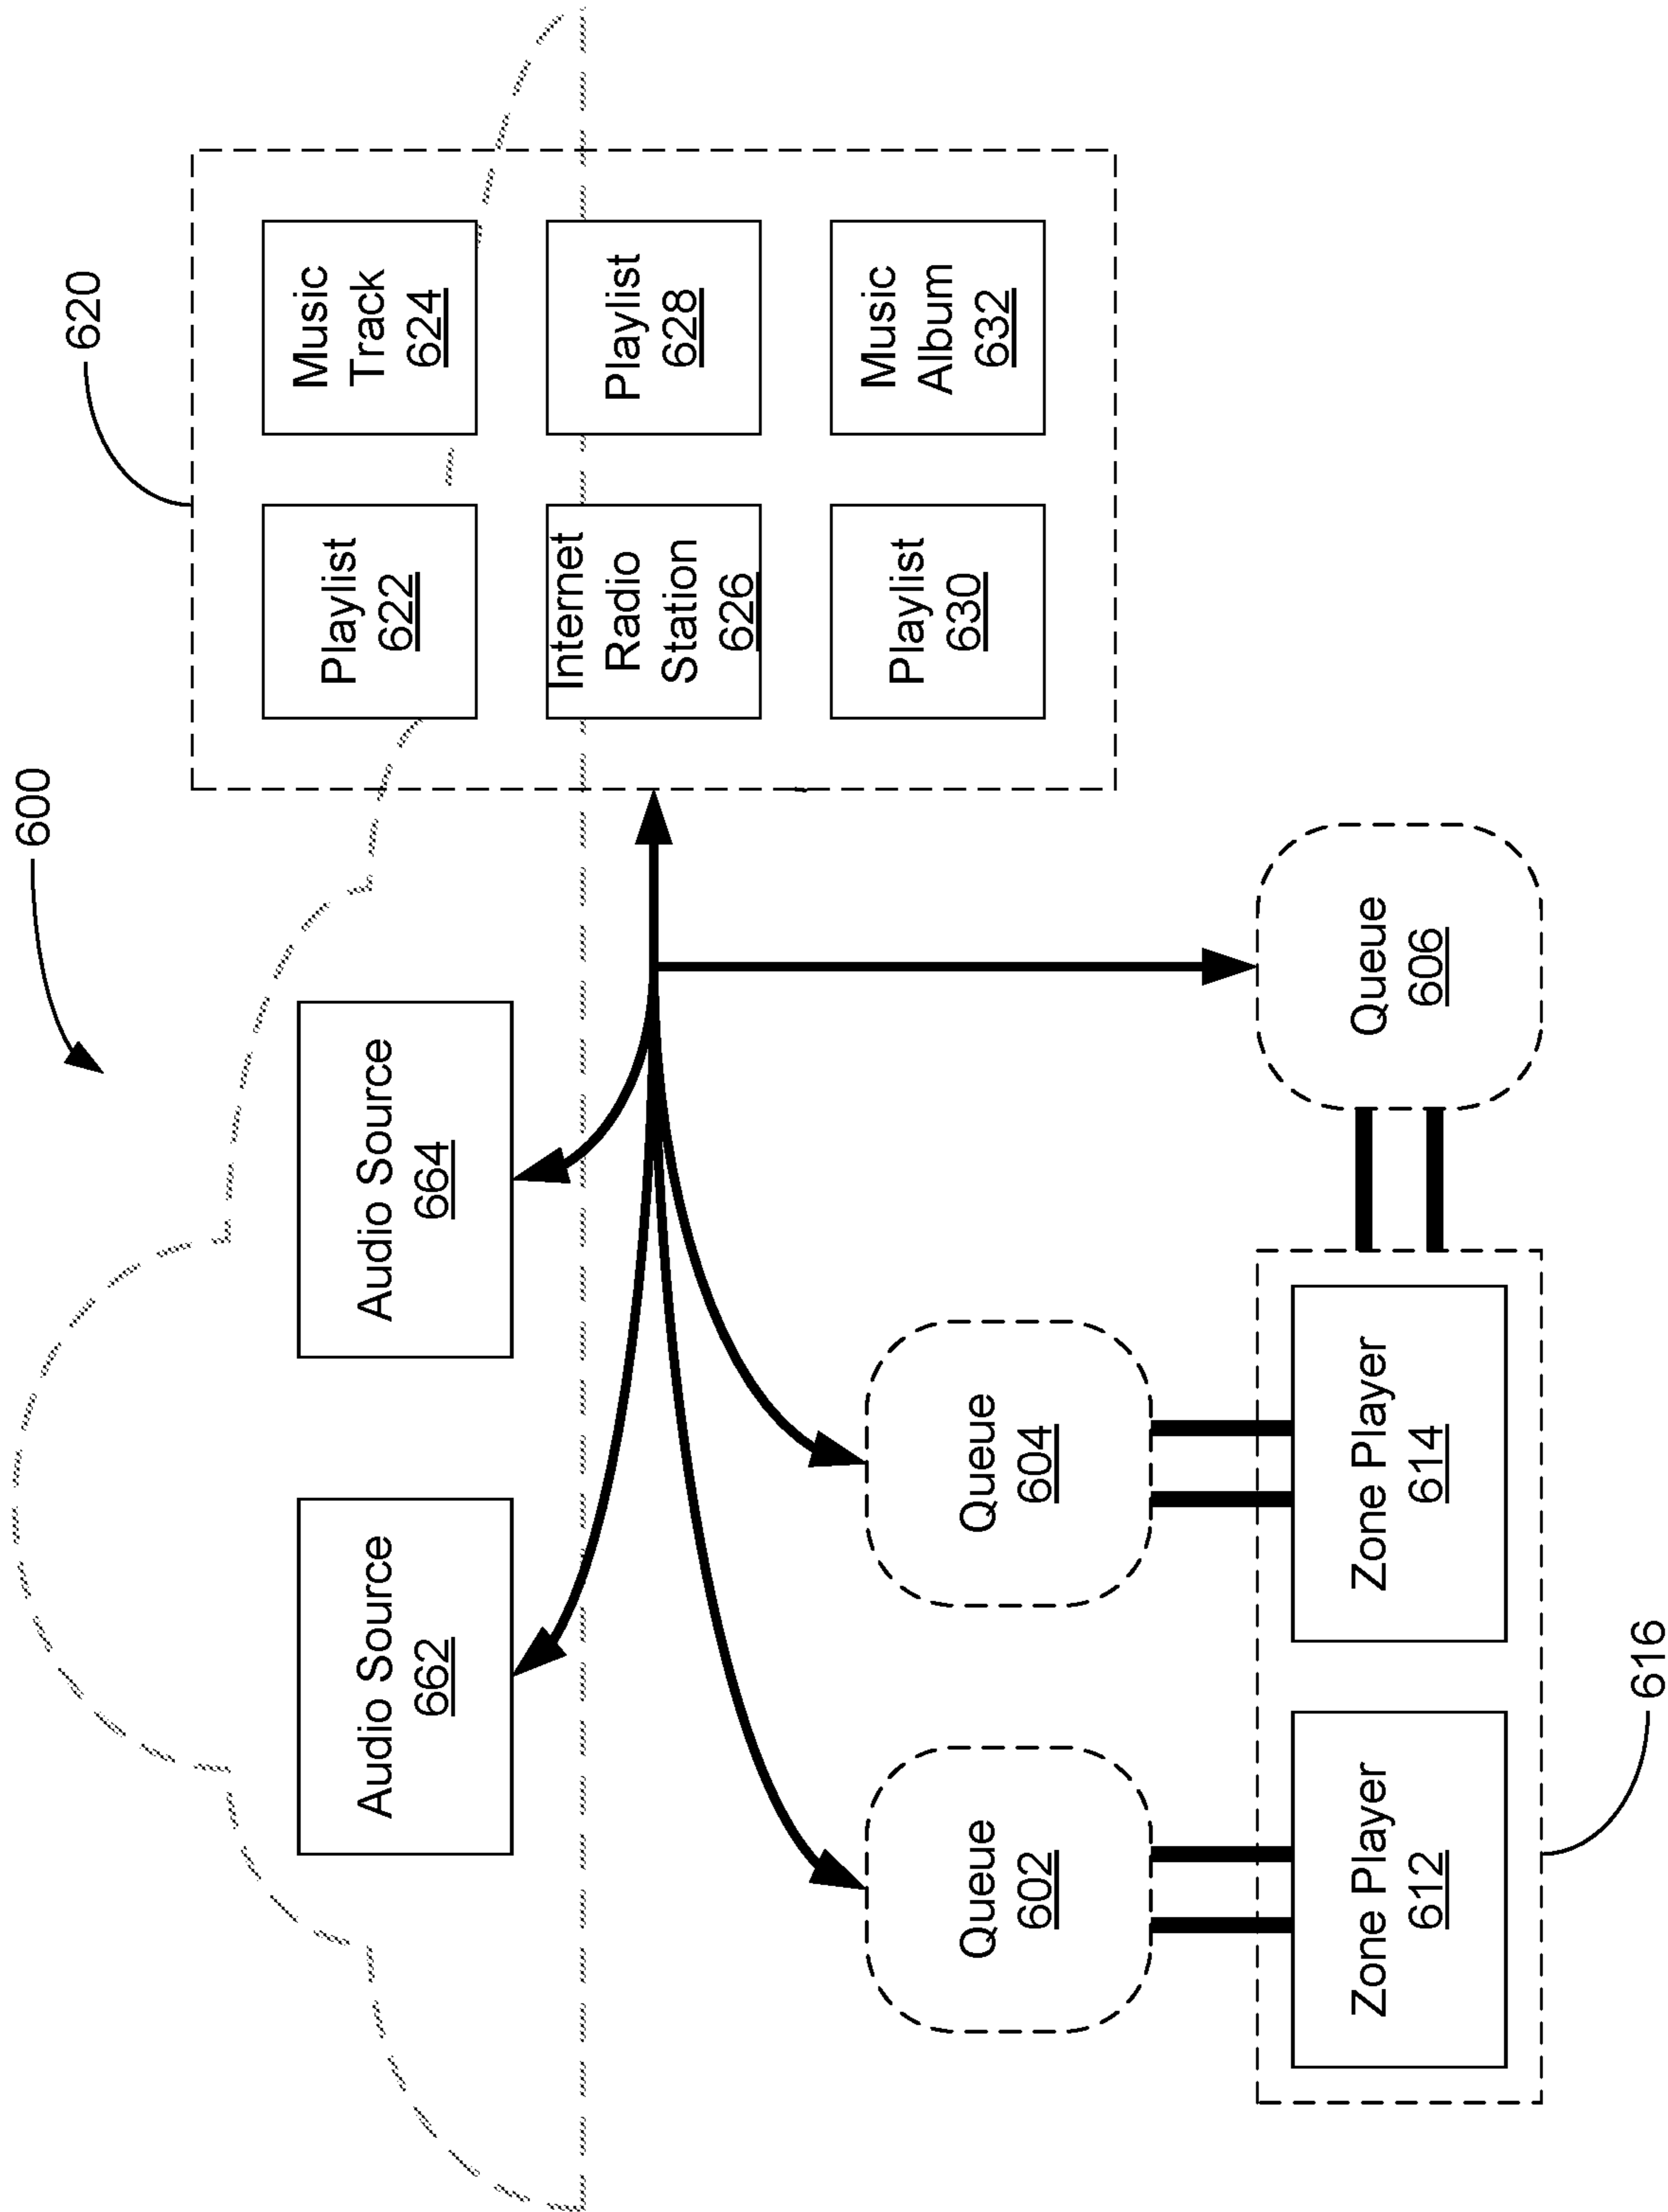 600
620
Audio Source
662
Audio Source
664
Playlist
622
Music
Track
624
Internet
Radio
Station
626
Playlist
628
Playlist
630
Music
Album
632
Queue
602
Queue
604
Queue
606
Zone Player
612
Zone Player
614
616